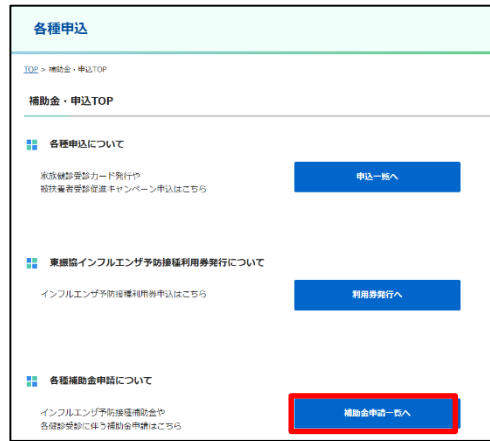 各種申込
TOP > 補助金・申込TOP
補助金・申込TOP
各種申込について
家族健診受診カード発行や
被扶養者受診促進キャンペーン申込はこちら
申込一覧へ
東振協インフルエンザ予防接種利用券発行について
インフルエンザ予防接種利用券申込はこちら
利用券発行へ
各種補助金申請について
インフルエンザ予防接種補助金や
各健診受診に伴う補助金申請はこちら
補助金申請一覧へ